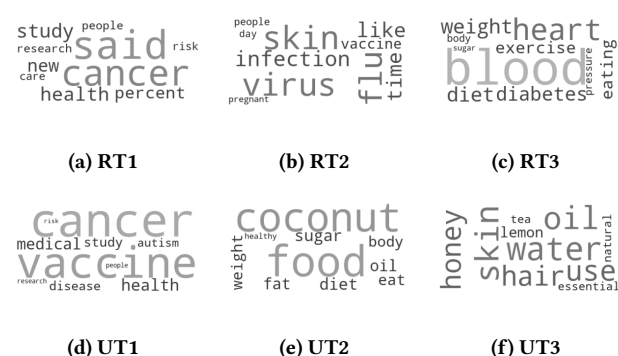 study people
said
research risk
new
cancer
care
health percent
(a) RT1
people
day skin like
vaccine
infection
flu
time
virus
pregnant
(b) RT2
weight heart
body
sugar exercise
blood
pressure
eating
diet diabetes
(c) RT3
risk
cancer
medical study autism
vaccine
people
research disease health
(d) UT1
coconut
healthy sugar body
weight
food
oil
fat diet eat
(e) UT2
honey
skin
tea oil
lemon
water
natural
hair use
essential
(f) UT3